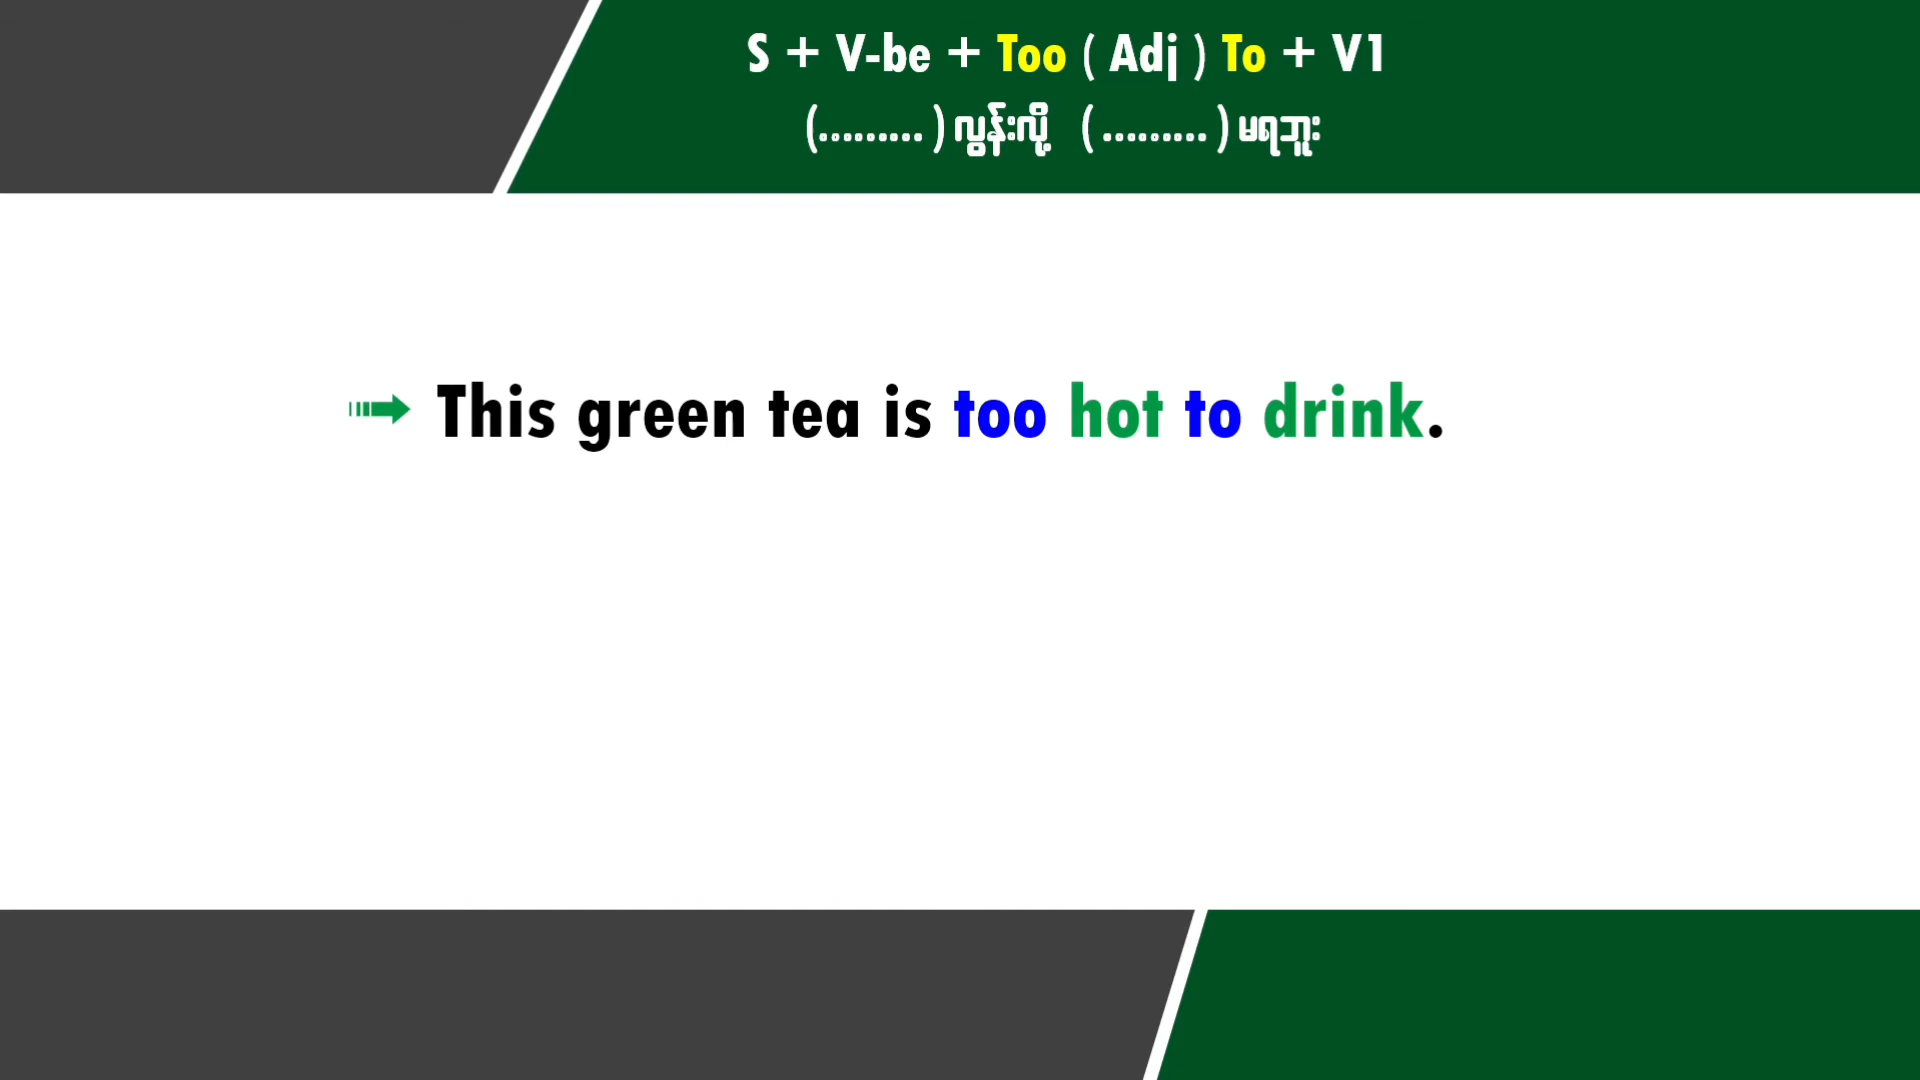 S + V-be + Too ( Adj ) To + V1
(......... ) လွန်းလို့ ( ......... ) မရဘူး
This green tea is too hot to drink.